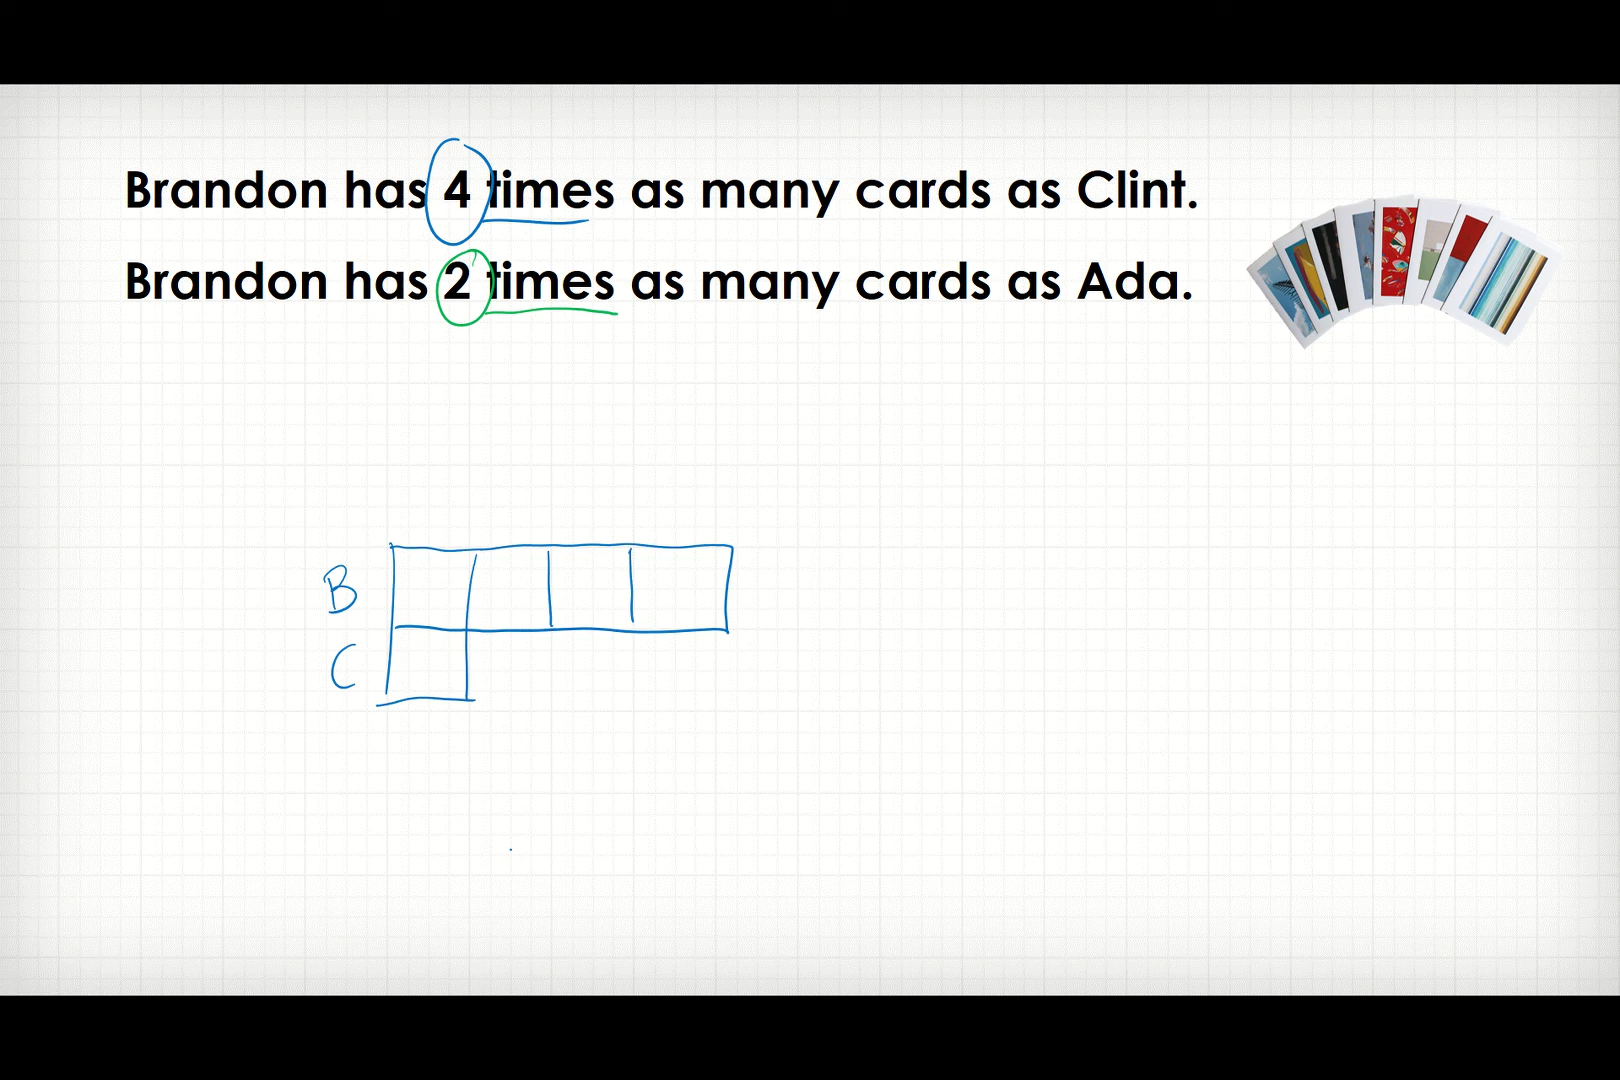 Brandon has 4 times as many cards as Clint.
Brandon has 2 times as many cards as Ada.
B
C